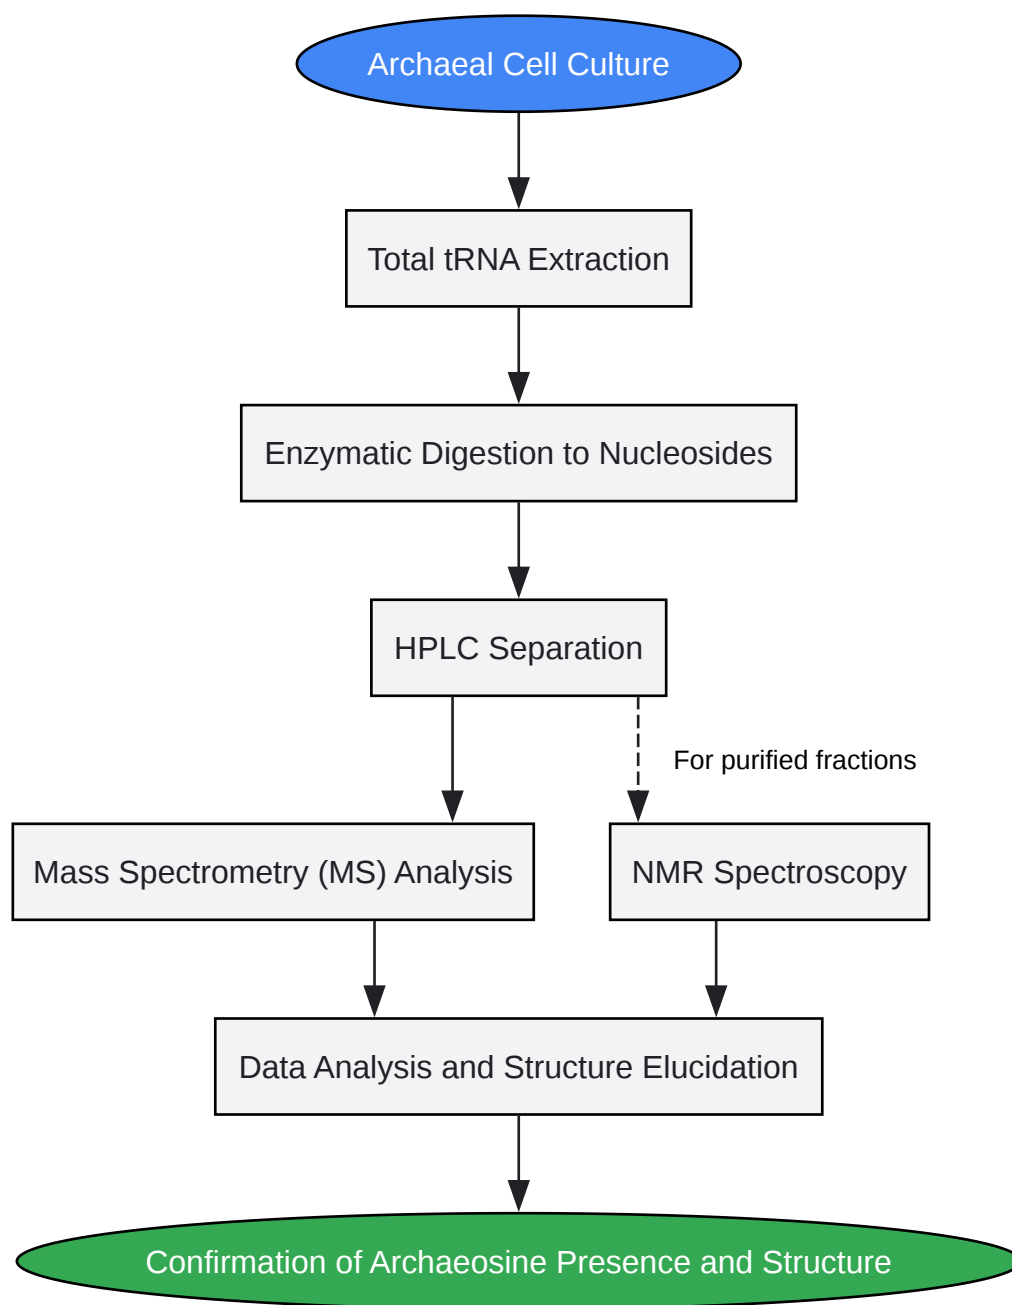 Archaeal Cell Culture
Total tRNA Extraction
Enzymatic Digestion to Nucleosides
HPLC Separation
For purified fractions
Mass Spectrometry (MS) Analysis
NMR Spectroscopy
Data Analysis and Structure Elucidation
Confirmation of Archaeosine Presence and Structure